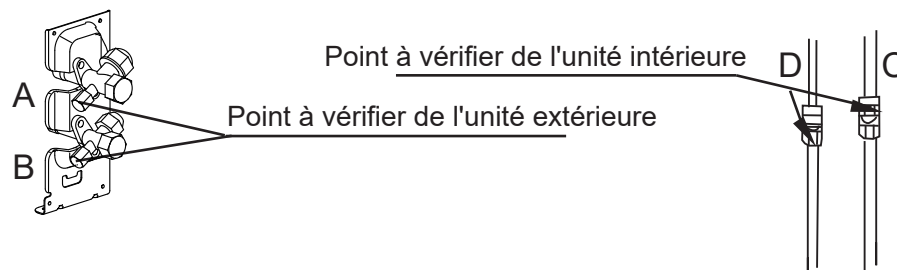 Point à vérifier de l'unité intérieure
D
C
A
Point à vérifier de l'unité extérieure
B